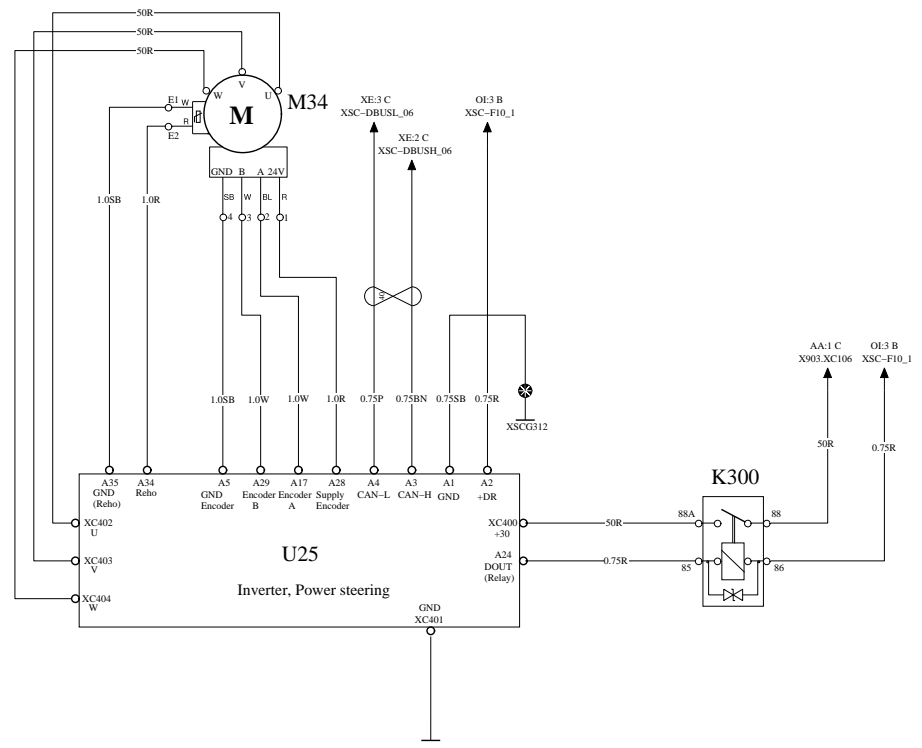 50R
50R
50R
V
W
U
M
M34
E1
W
R
E2
GND B A 24V
SB
W
BL
R
4
3
2
1
1.0SB
1.0R
XE:3 C
XSC-DBUSL_06
XE:2 C
XSC-DBUSH_06
OI:3 B
XSC-F10_1
40
1.0SB
1.0W
1.0W
1.0R
0.75P
0.75BN
0.75SB
0.75R
XSCG312
AA:1 C
X903.XC106
OI:3 B
XSC-F10_1
50R
0.75R
A35
GND
(Reho)
A34
Reho
A5
GND
Encoder
A29
Encoder
B
A17
Encoder
A
A28
Supply
Encoder
A4
CAN-L
A3
CAN-H
A1
GND
A2
+DR
K300
XC402
U
XC403
V
XC404
W
U25
Inverter, Power steering
XC400
+30
A24
DOUT
(Relay)
50R
0.75R
88A
88
85
86
GND
XC401